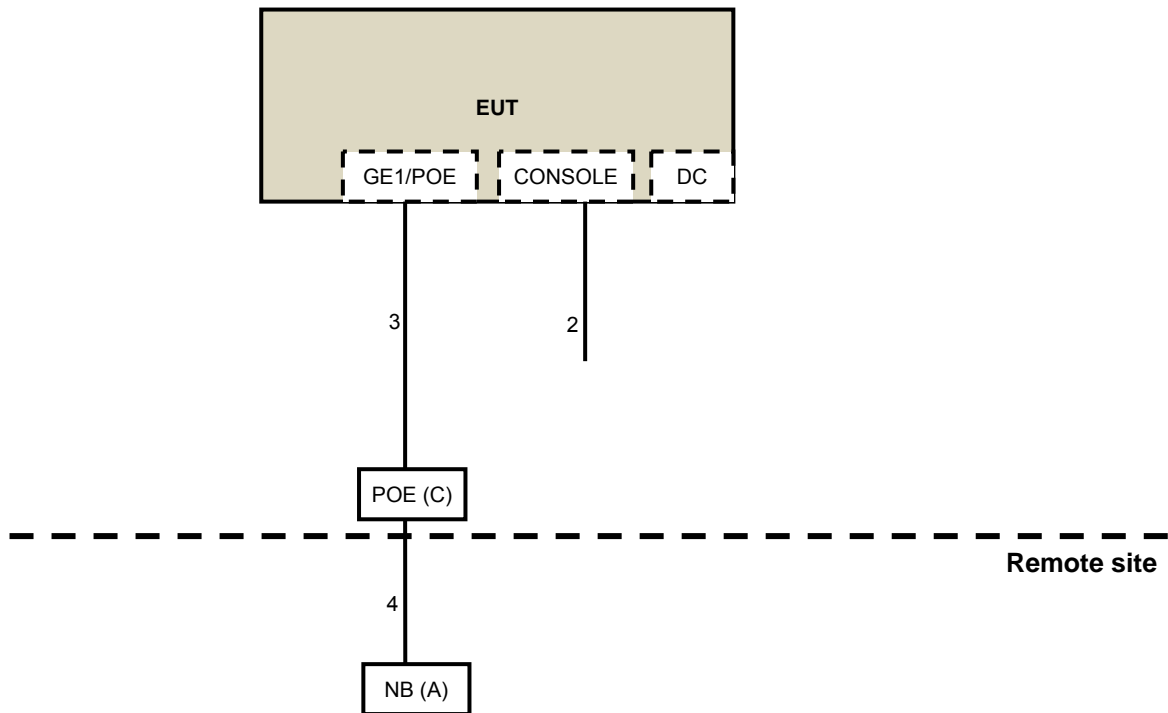 EUT
GE1/POE
CONSOLE
DC
3
2
POE (C)
Remote site
4
NB (A)